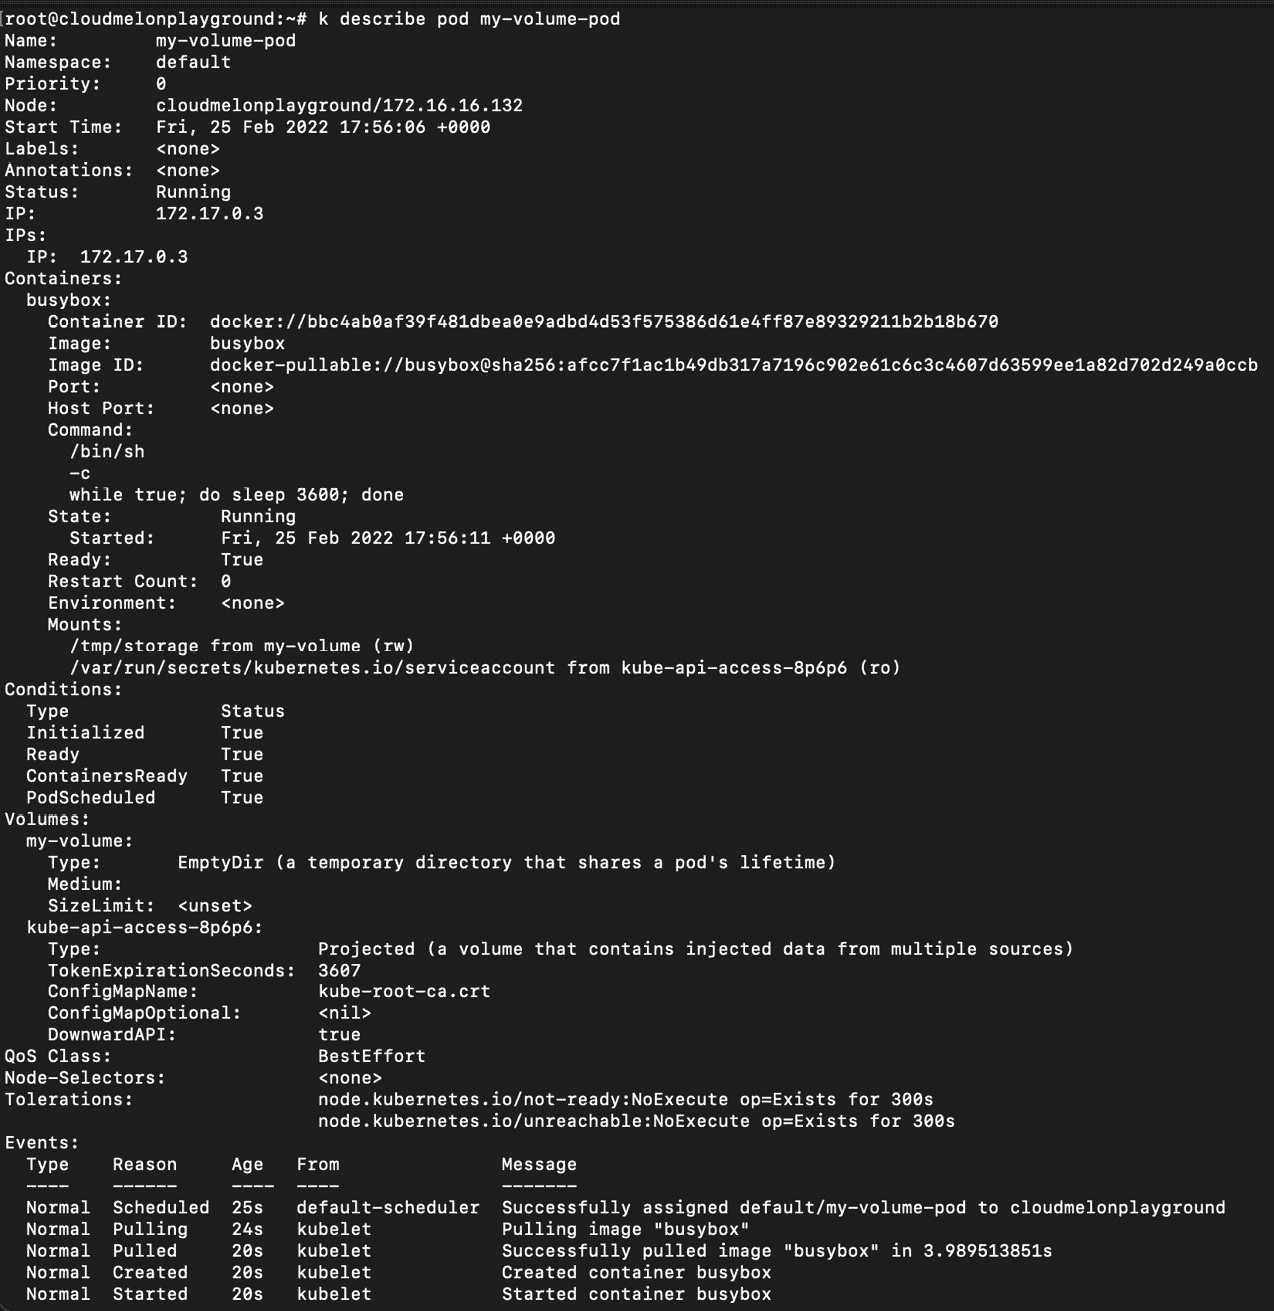 [root@cloudmelonplayground:~# k describe pod my-volume-pod
Name:         my-volume-pod
Namespace:    default
Priority:     0
Node:         cloudmelonplayground/172.16.16.132
Start Time:   Fri, 25 Feb 2022 17:56:06 +0000
Labels:       <none>
Annotations:  <none>
Status:       Running
IP:           172.17.0.3
IPs:
  IP:  172.17.0.3
Containers:
  busybox:
    Container ID:  docker://bbc4ab0af39f481dbea0e9adbd4d53f575386d61e4ff87e89329211b2b18b670
    Image:         busybox
    Image ID:      docker-pullable://busybox@sha256:afcc7f1ac1b49db317a7196c902e61c6c3c4607d63599ee1a82d702d249a0ccb
    Port:          <none>
    Host Port:     <none>
    Command:
      /bin/sh
      -c
      while true; do sleep 3600; done
    State:          Running
      Started:      Fri, 25 Feb 2022 17:56:11 +0000
    Ready:          True
    Restart Count:  0
    Environment:    <none>
    Mounts:
      /tmp/storage from my-volume (rw)
      /var/run/secrets/kubernetes.io/serviceaccount from kube-api-access-8p6p6 (ro)
Conditions:
  Type              Status
  Initialized       True
  Ready             True
  ContainersReady   True
  PodScheduled      True
Volumes:
  my-volume:
    Type:       EmptyDir (a temporary directory that shares a pod's lifetime)
    Medium:
    SizeLimit:  <unset>
  kube-api-access-8p6p6:
    Type:                    Projected (a volume that contains injected data from multiple sources)
    TokenExpirationSeconds:  3607
    ConfigMapName:           kube-root-ca.crt
    ConfigMapOptional:       <nil>
    DownwardAPI:             true
QoS Class:                   BestEffort
Node-Selectors:              <none>
Tolerations:                 node.kubernetes.io/not-ready:NoExecute op=Exists for 300s
                             node.kubernetes.io/unreachable:NoExecute op=Exists for 300s
Events:
  Type    Reason     Age   From               Message
  ----    ------     ----  ----               -------
  Normal  Scheduled  25s   default-scheduler  Successfully assigned default/my-volume-pod to cloudmelonplayground
  Normal  Pulling    24s   kubelet            Pulling image "busybox"
  Normal  Pulled     20s   kubelet            Successfully pulled image "busybox" in 3.989513851s
  Normal  Created    20s   kubelet            Created container busybox
  Normal  Started    20s   kubelet            Started container busybox